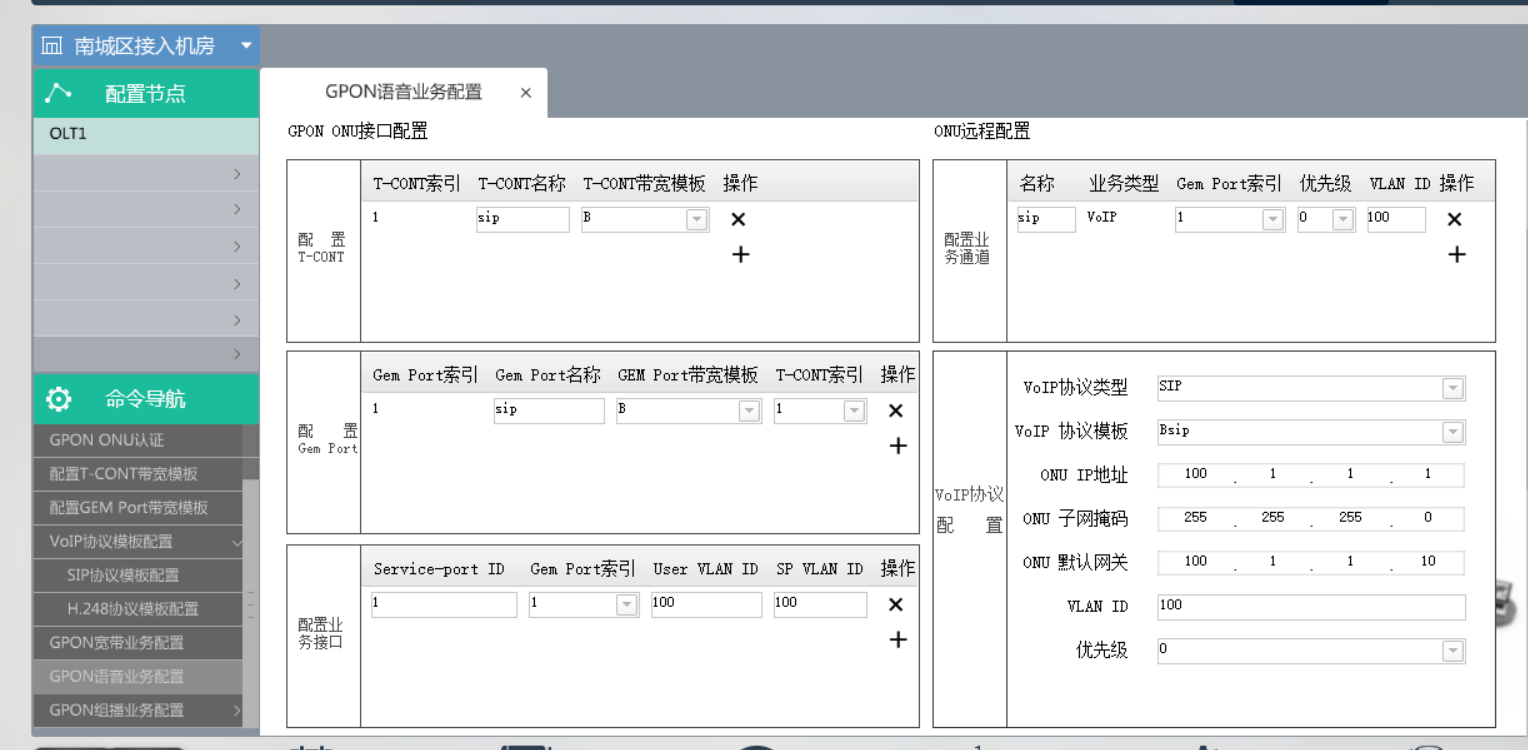 南城区接入机房
配置节点
OLT1
命令导航
GPON ONU认证
配置T-CONT带宽模板
配置GEM Port带宽模板
VoIP协议模板配置
SIP协议模板配置
H.248协议模板配置
GPON宽带业务配置
GPON语音业务配置
GPON组播业务配置
GPON语音业务配置 ×
GPON ONU接口配置
配 置
T-CONT
T-CONT索引 T-CONT名称 T-CONT带宽模板 操作
1 sip B
配 置
Gem Port
Gem Port索引 Gem Port名称 GEM Port带宽模板 T-CONT索引 操作
1 sip B 1
配置业
务接口
Service-port ID Gem Port索引 User VLAN ID SP VLAN ID 操作
1 1 100 100
ONU远程配置
配置业
务通道
名称 业务类型 Gem Port索引 优先级 VLAN ID 操作
sip VoIP 1 0 100
VoIP协议
配 置
VoIP协议类型 SIP
VoIP 协议模板 Bsip
ONU IP地址 100 . 1 . 1 . 1
ONU 子网掩码 255 . 255 . 255 . 0
ONU 默认网关 100 . 1 . 1 . 10
VLAN ID 100
优先级 0